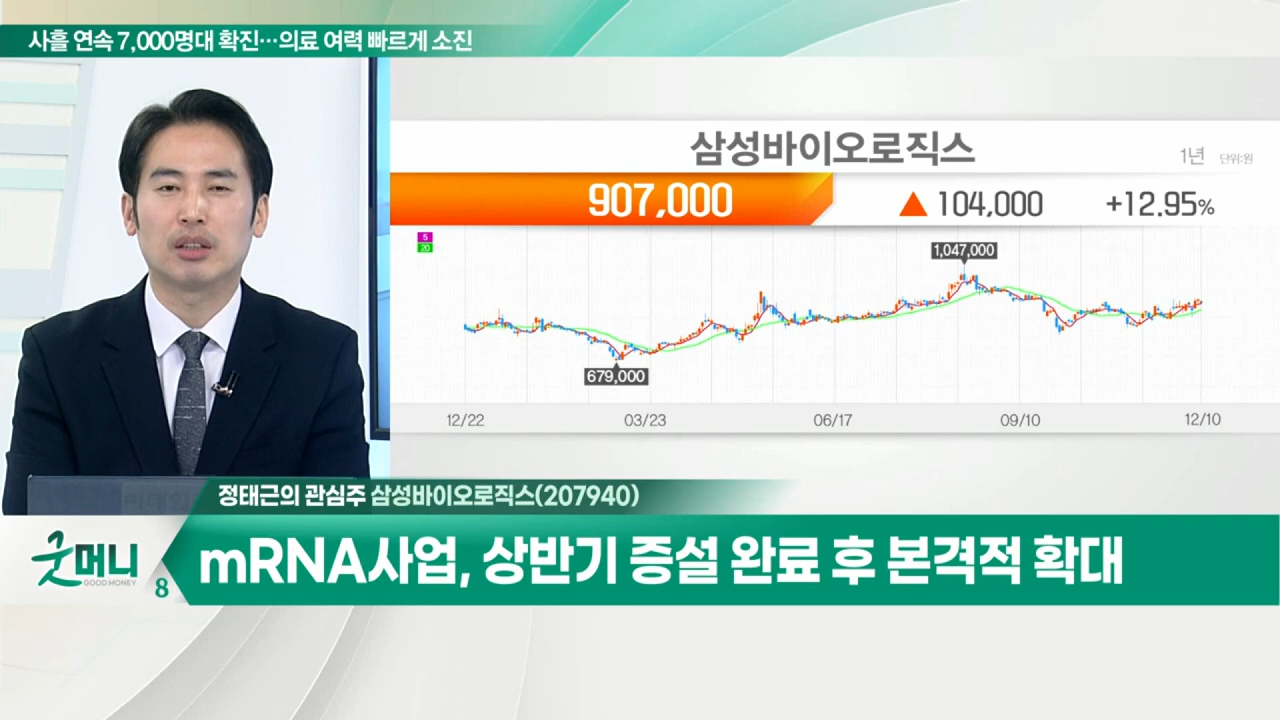 사흘 연속 7,000명대 확진…의료 여력 빠르게 소진
삼성바이오로직스
1년 단위:원
907,000 ▲ 104,000 +12.95%
5
20
1,047,000
679,000
12/22 03/23 06/17 09/10 12/10
정태근의 관심주 삼성바이오로직스(207940)
굿머니
GOOD MONEY
8
mRNA사업, 상반기 증설 완료 후 본격적 확대